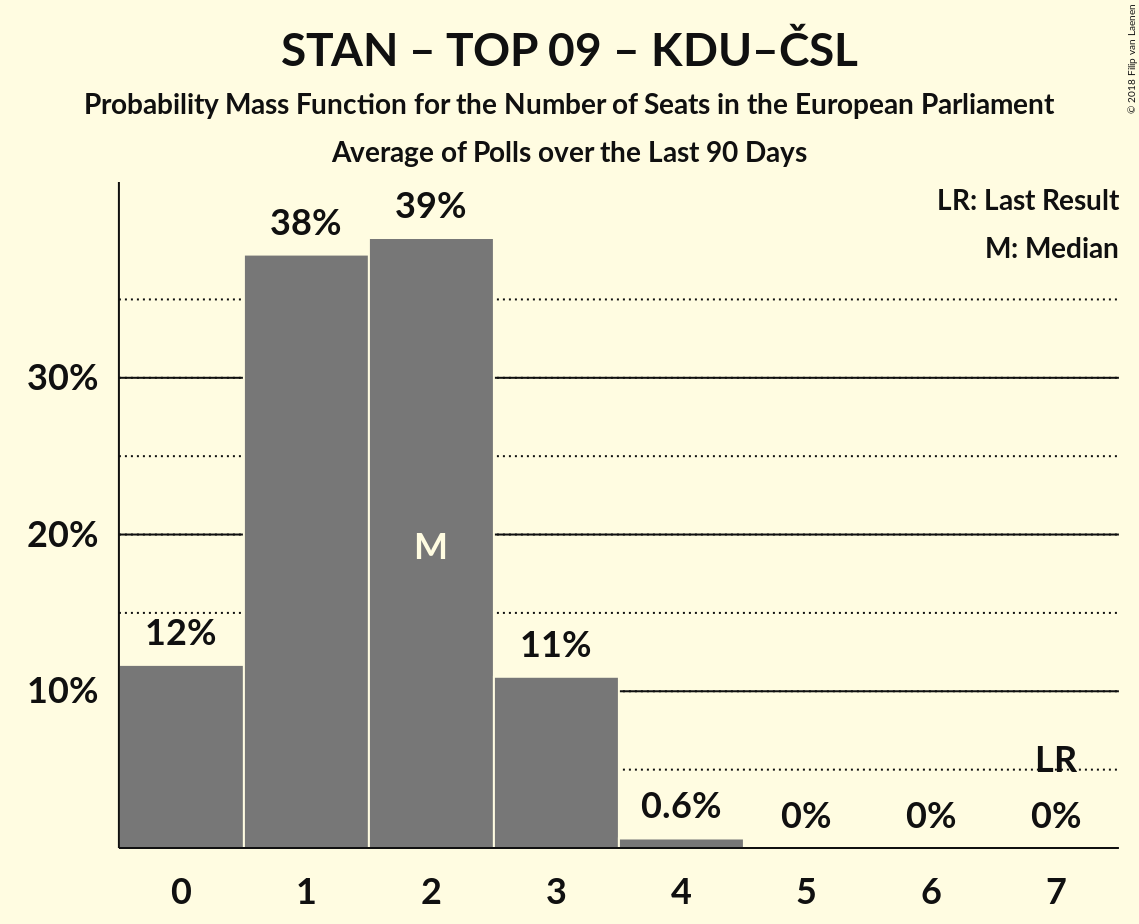 STAN – TOP 09 – KDU–ČSL
Probability Mass Function for the Number of Seats in the European Parliament
Average of Polls over the Last 90 Days
© 2018 Filip van Laenen
LR: Last Result
M: Median
38%
39%
30%
20%
M
12%
11%
10%
LR
0.6%
0%
0%
0%
0 1 2 3 4 5 6 7